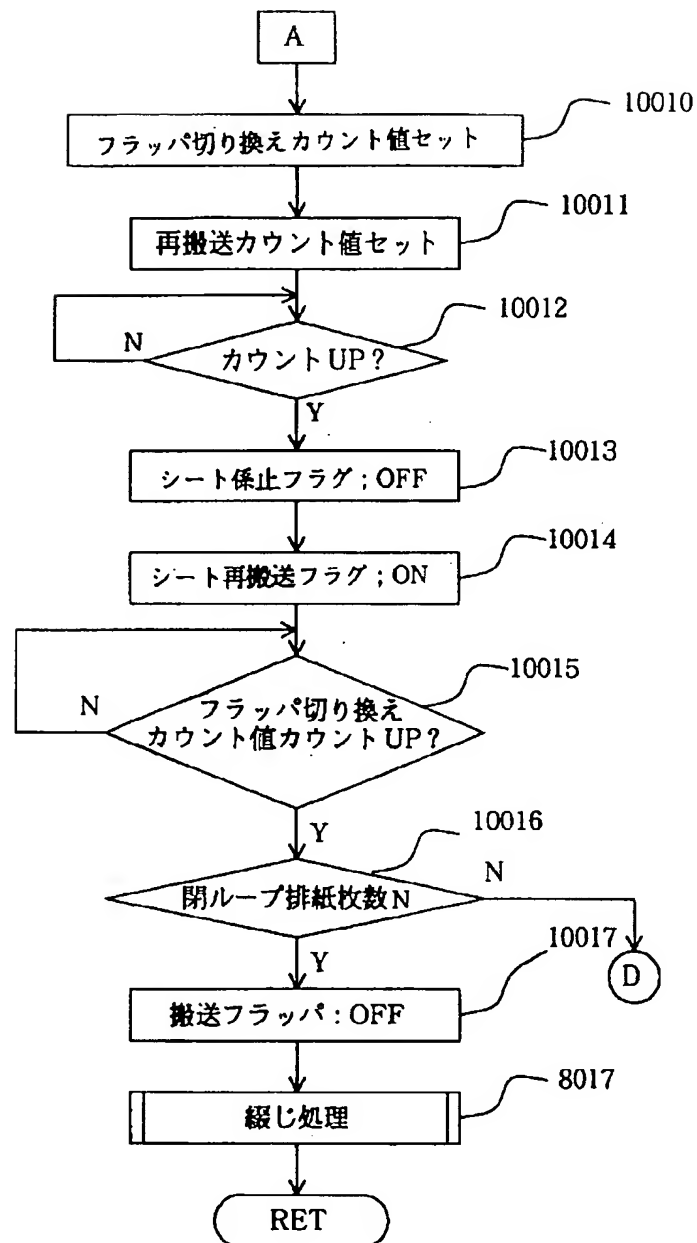 A
10010
フラッパ切り換えカウント値セット
10011
再搬送カウント値セット
10012
N
カウントUP?
Y
10013
シート係止フラグ;OFF
10014
シート再搬送フラグ;ON
10015
N
フラッパ切り換え
カウント値カウントUP?
Y
10016
N
閉ループ排紙枚数N
D
Y
10017
搬送フラッパ:OFF
8017
綴じ処理
RET